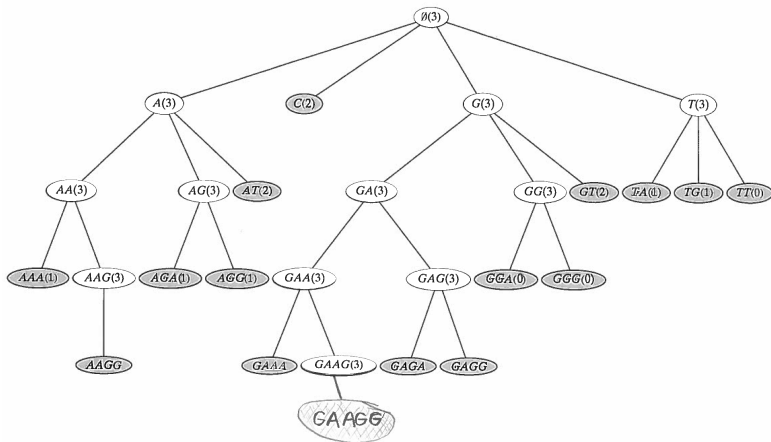 ∅(3)
A(3) C(2) G(3) T(3)
AA(3) AG(3) AT(2) GA(3) GG(3) GT(2) TA(1) TG(1) TT(0)
AAA(1) AAG(3) AGA(1) AGG(1) GAA(3) GAG(3) GGA(0) GGG(0)
AAGG GAAA GAAG(3) GAGA GAGG
GAAGG